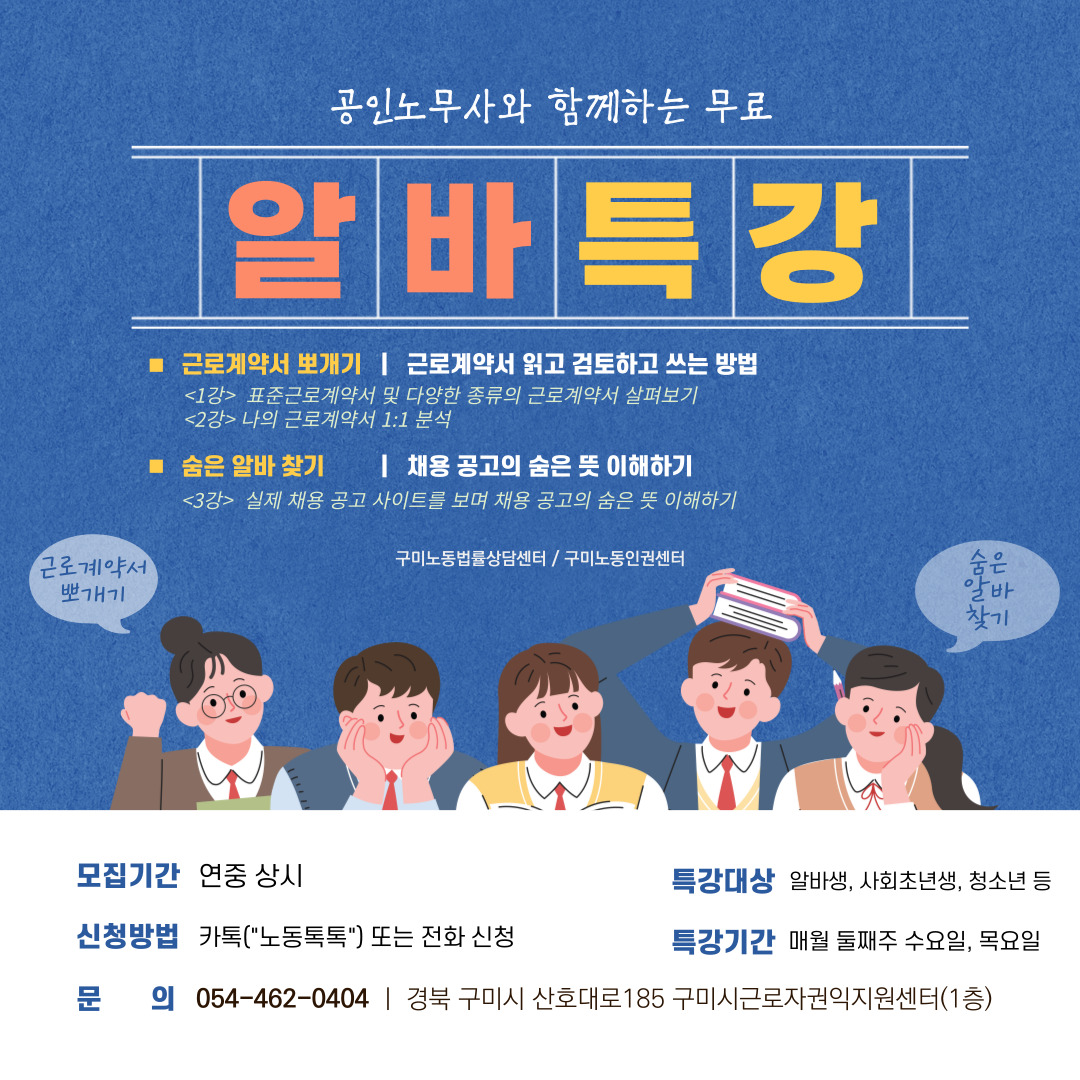 공인노무사와 함께하는 무료
알바특강
■ 근로계약서 뽀개기 | 근로계약서 읽고 검토하고 쓰는 방법
<1강> 표준근로계약서 및 다양한 종류의 근로계약서 살펴보기
<2강> 나의 근로계약서 1:1 분석
■ 숨은 알바 찾기 | 채용 공고의 숨은 뜻 이해하기
<3강> 실제 채용 공고 사이트를 보며 채용 공고의 숨은 뜻 이해하기
구미노동법률상담센터 / 구미노동인권센터
근로계약서
뽀개기
숨은
알바
찾기
모집기간 연중 상시
특강대상 알바생, 사회초년생, 청소년 등
신청방법 카톡("노동톡톡") 또는 전화 신청
특강기간 매월 둘째주 수요일, 목요일
문 의 054-462-0404 | 경북 구미시 산호대로185 구미시근로자권익지원센터(1층)